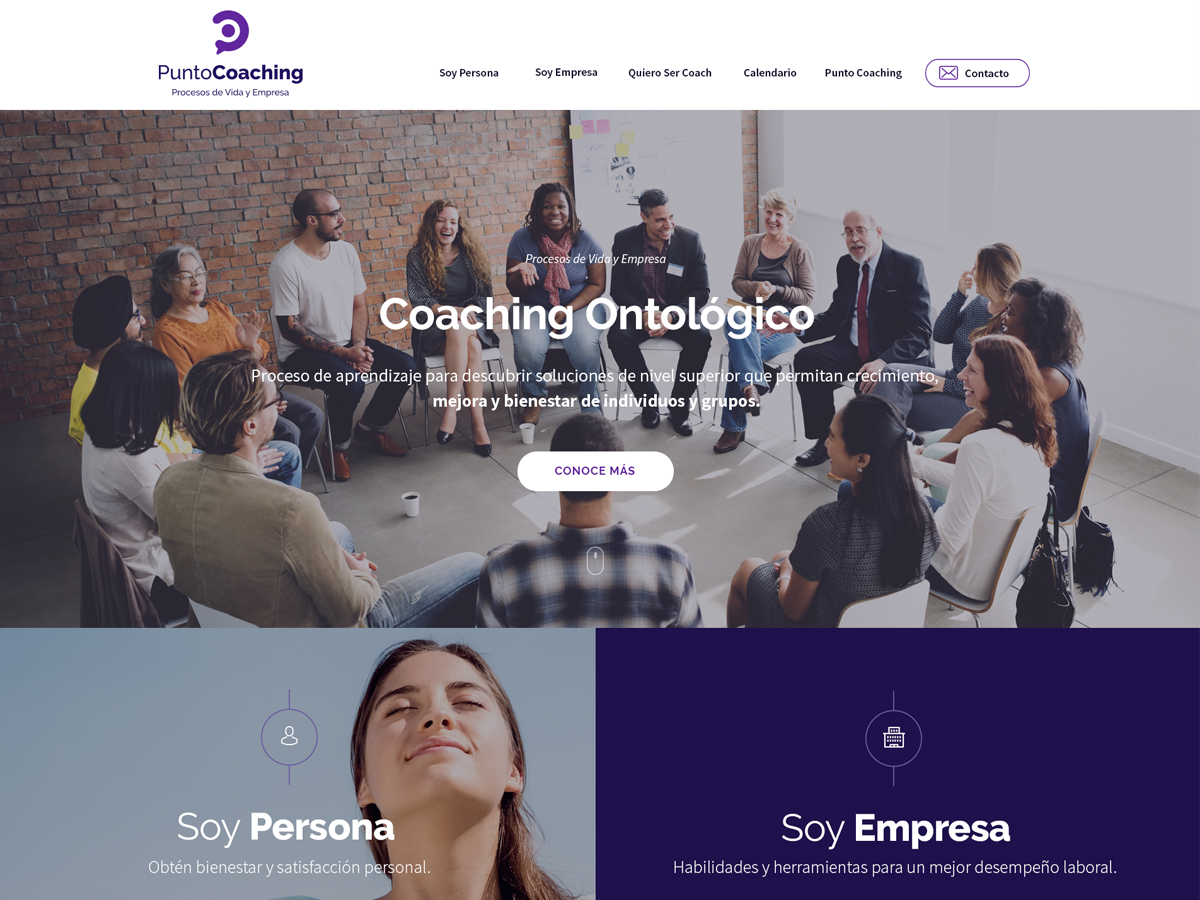 PuntoCoaching
Procesos de Vida y Empresa
Soy Persona
Soy Empresa
Quiero Ser Coach
Calendario
Punto Coaching
Contacto
Procesos de Vida y Empresa
Coaching Ontológico
Proceso de aprendizaje para descubrir soluciones de nivel superior que permitan crecimiento,
mejora y bienestar de individuos y grupos.
CONOCE MÁS
Soy Persona
Obtén bienestar y satisfacción personal.
Soy Empresa
Habilidades y herramientas para un mejor desempeño laboral.